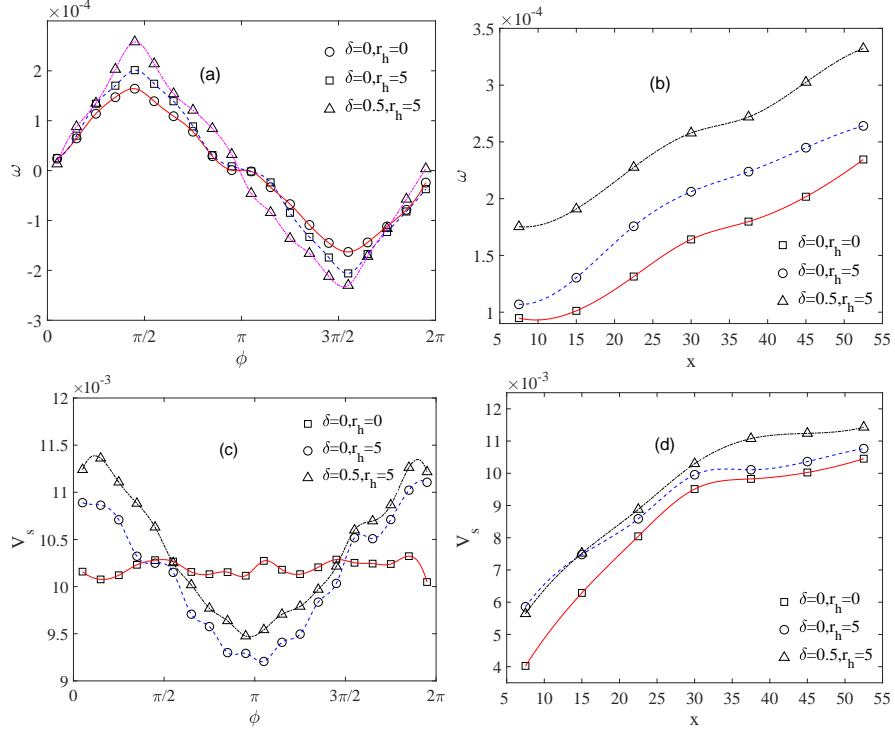 ×10⁻⁴
(a)
δ=0,r_h=0
δ=0,r_h=5
δ=0.5,r_h=5
2
0
-2
-4
ω
0
π/2
π
3π/2
2π
ϕ
×10⁻⁴
(b)
3.5
3
2.5
2
1.5
1
ω
δ=0,r_h=0
δ=0,r_h=5
δ=0.5,r_h=5
5 10 15 20 25 30 35 40 45 50 55
x
×10⁻³
12
11.5
11
10.5
10
9.5
9
V_s
(c)
δ=0,r_h=0
δ=0,r_h=5
δ=0.5,r_h=5
0
π/2
π
3π/2
2π
ϕ
×10⁻³
12
11
10
9
8
7
6
5
4
V_s
(d)
δ=0,r_h=0
δ=0,r_h=5
δ=0.5,r_h=5
5 10 15 20 25 30 35 40 45 50 55
x